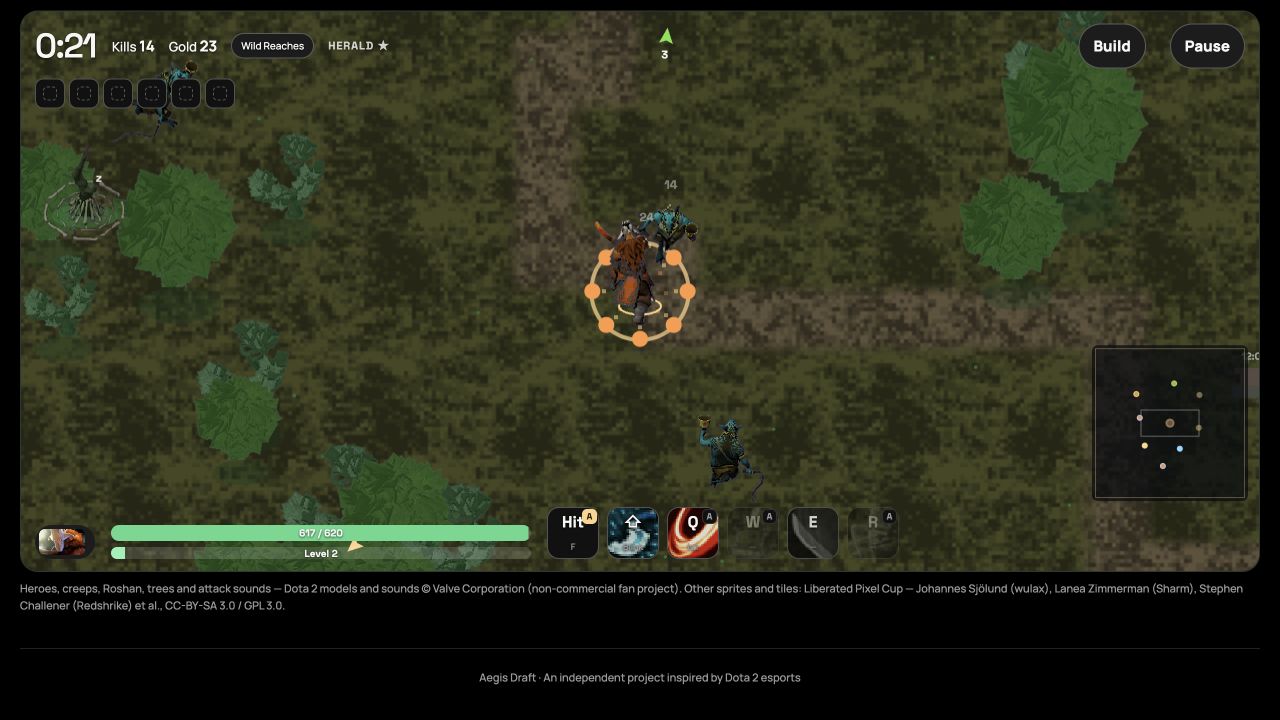 0:21 Kills 14 Gold 23 Wild Reaches HERALD ★
3
Build
Pause
z
14
24
617 / 620
Level 2
Hit A
F
Q A
W A
E
R A
Heroes, creeps, Roshan, trees and attack sounds — Dota 2 models and sounds © Valve Corporation (non-commercial fan project). Other sprites and tiles: Liberated Pixel Cup — Johannes Sjölund (wulax), Lanea Zimmerman (Sharm), Stephen
Challener (Redshrike) et al., CC-BY-SA 3.0 / GPL 3.0.
Aegis Draft · An independent project inspired by Dota 2 esports